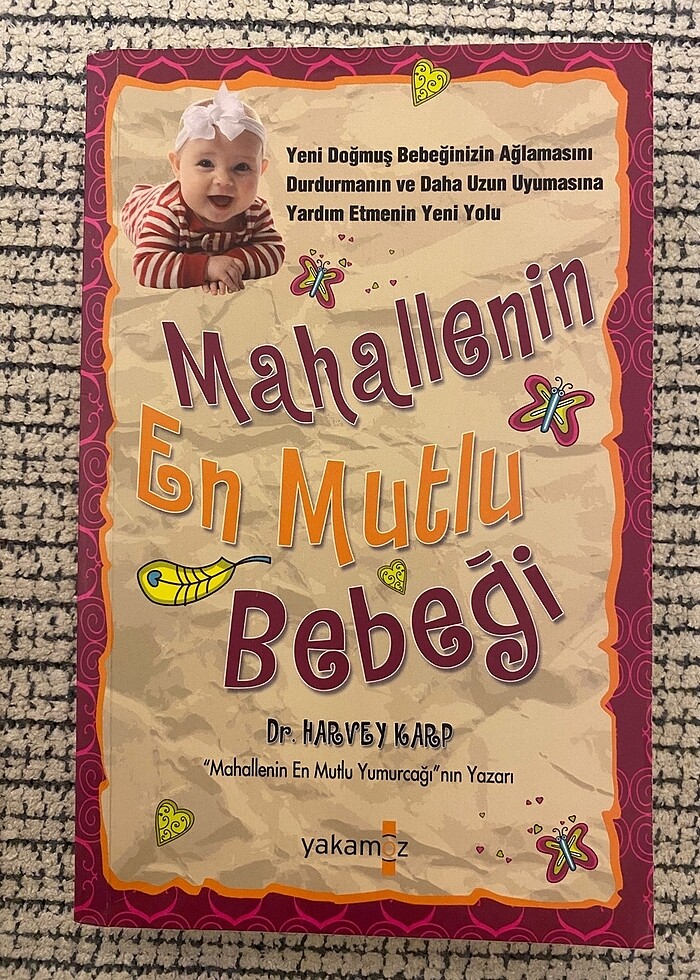 Yeni Doğmuş Bebeğinizin Ağlamasını
Durdurmanın ve Daha Uzun Uyumasına
Yardım Etmenin Yeni Yolu
Mahallenin
En Mutlu
Bebeği
Dr. HARVEY KARP
“Mahallenin En Mutlu Yumurcağı”nın Yazarı
yakamoz